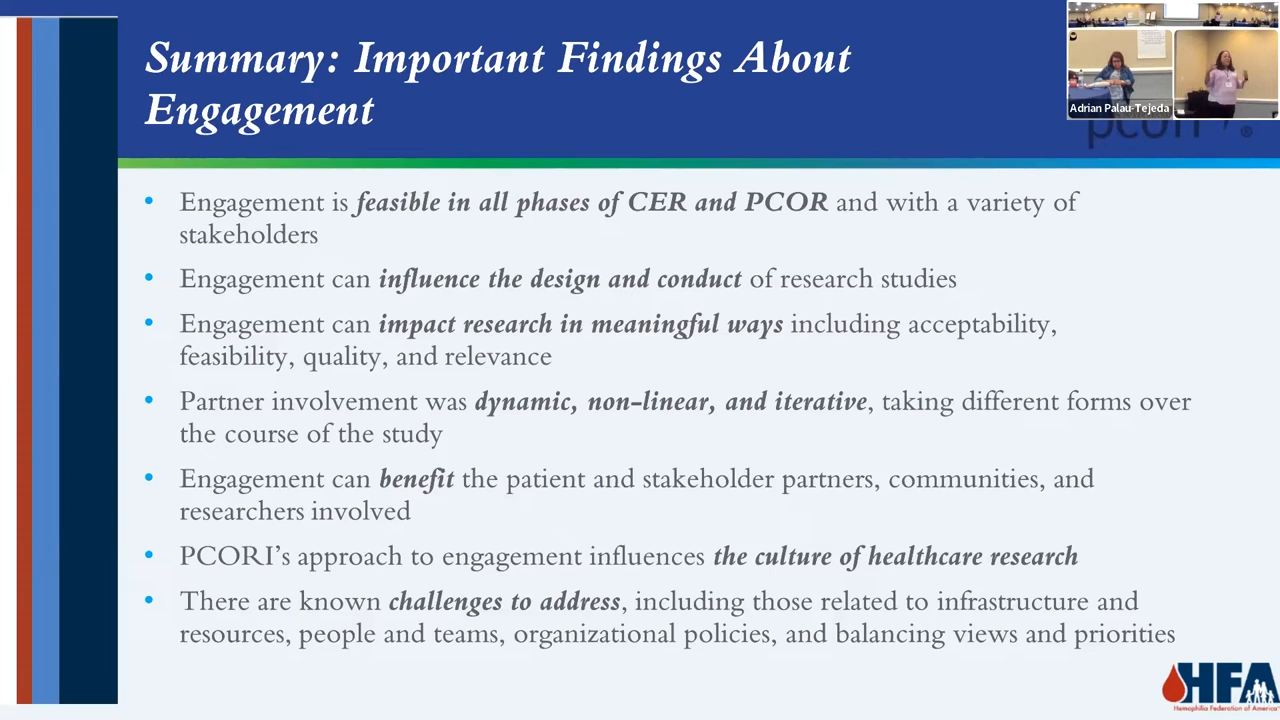 Summary: Important Findings About
Engagement
Adrian Palau-Tejeda
pcori
®
• Engagement is feasible in all phases of CER and PCOR and with a variety of
stakeholders
• Engagement can influence the design and conduct of research studies
• Engagement can impact research in meaningful ways including acceptability,
feasibility, quality, and relevance
• Partner involvement was dynamic, non-linear, and iterative, taking different forms over
the course of the study
• Engagement can benefit the patient and stakeholder partners, communities, and
researchers involved
• PCORI’s approach to engagement influences the culture of healthcare research
• There are known challenges to address, including those related to infrastructure and
resources, people and teams, organizational policies, and balancing views and priorities
HFA
Hemophilia Federation of America